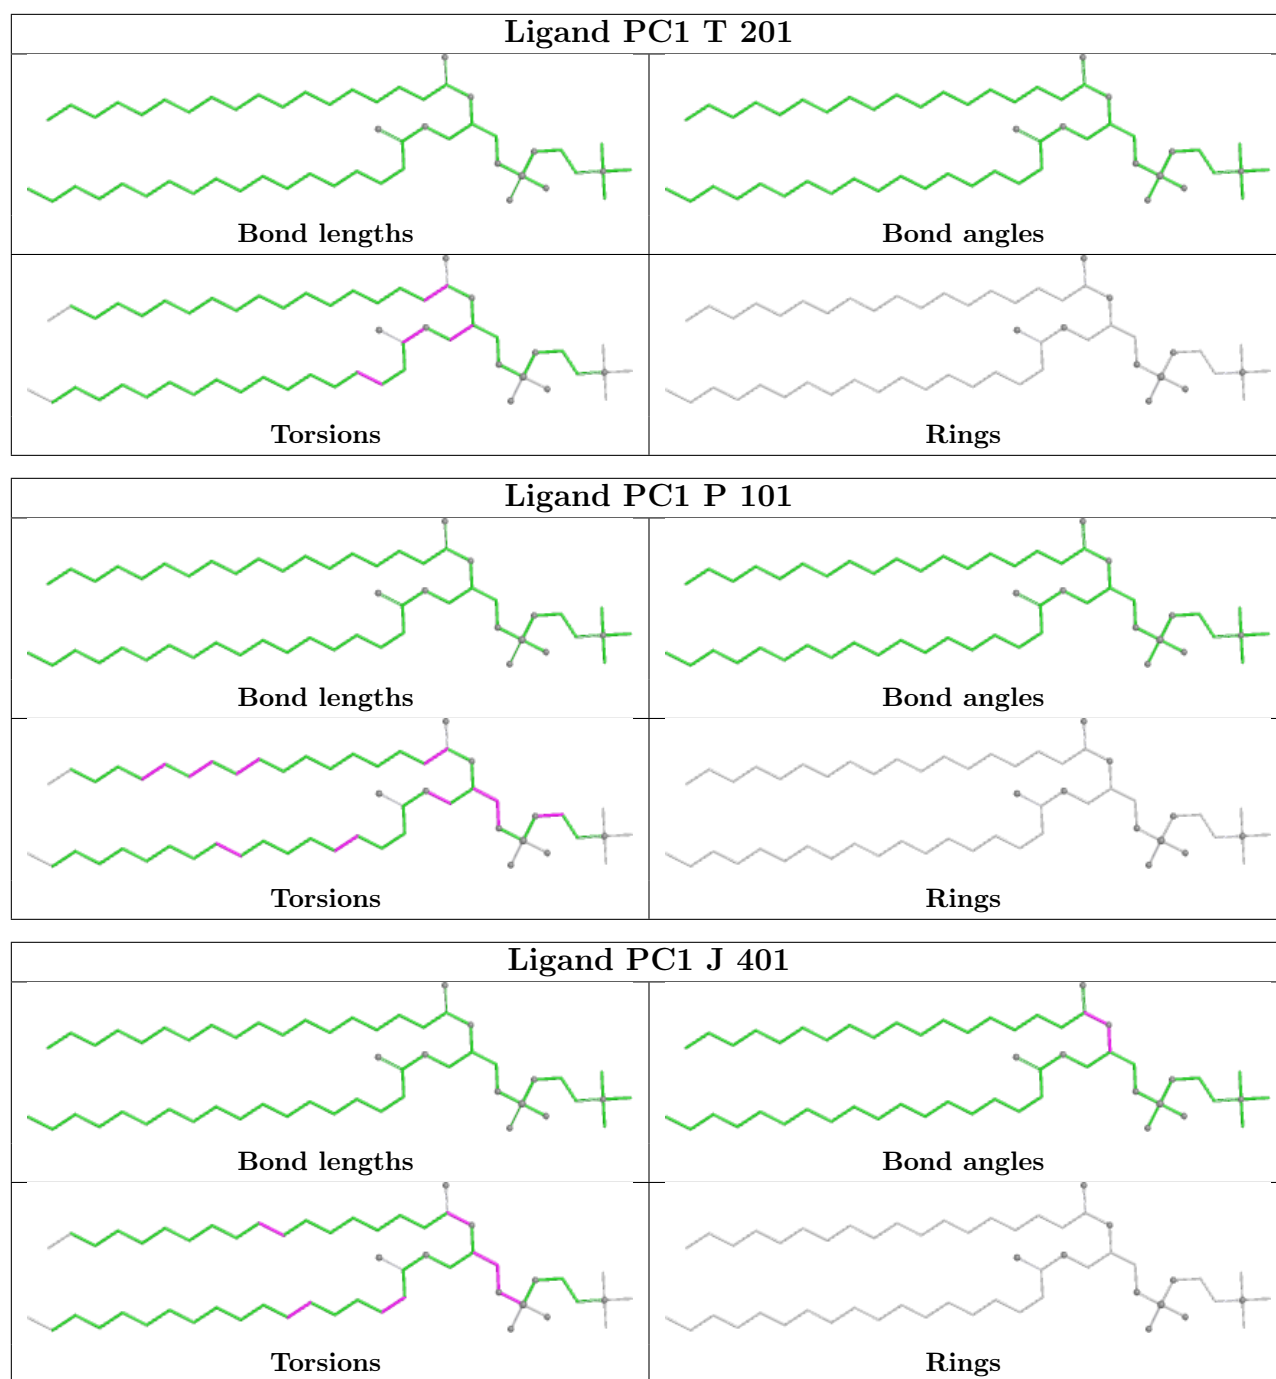 Ligand PC1 T 201
Bond lengths
Bond angles
Torsions
Rings
Ligand PC1 P 101
Bond lengths
Bond angles
Torsions
Rings
Ligand PC1 J 401
Bond lengths
Bond angles
Torsions
Rings